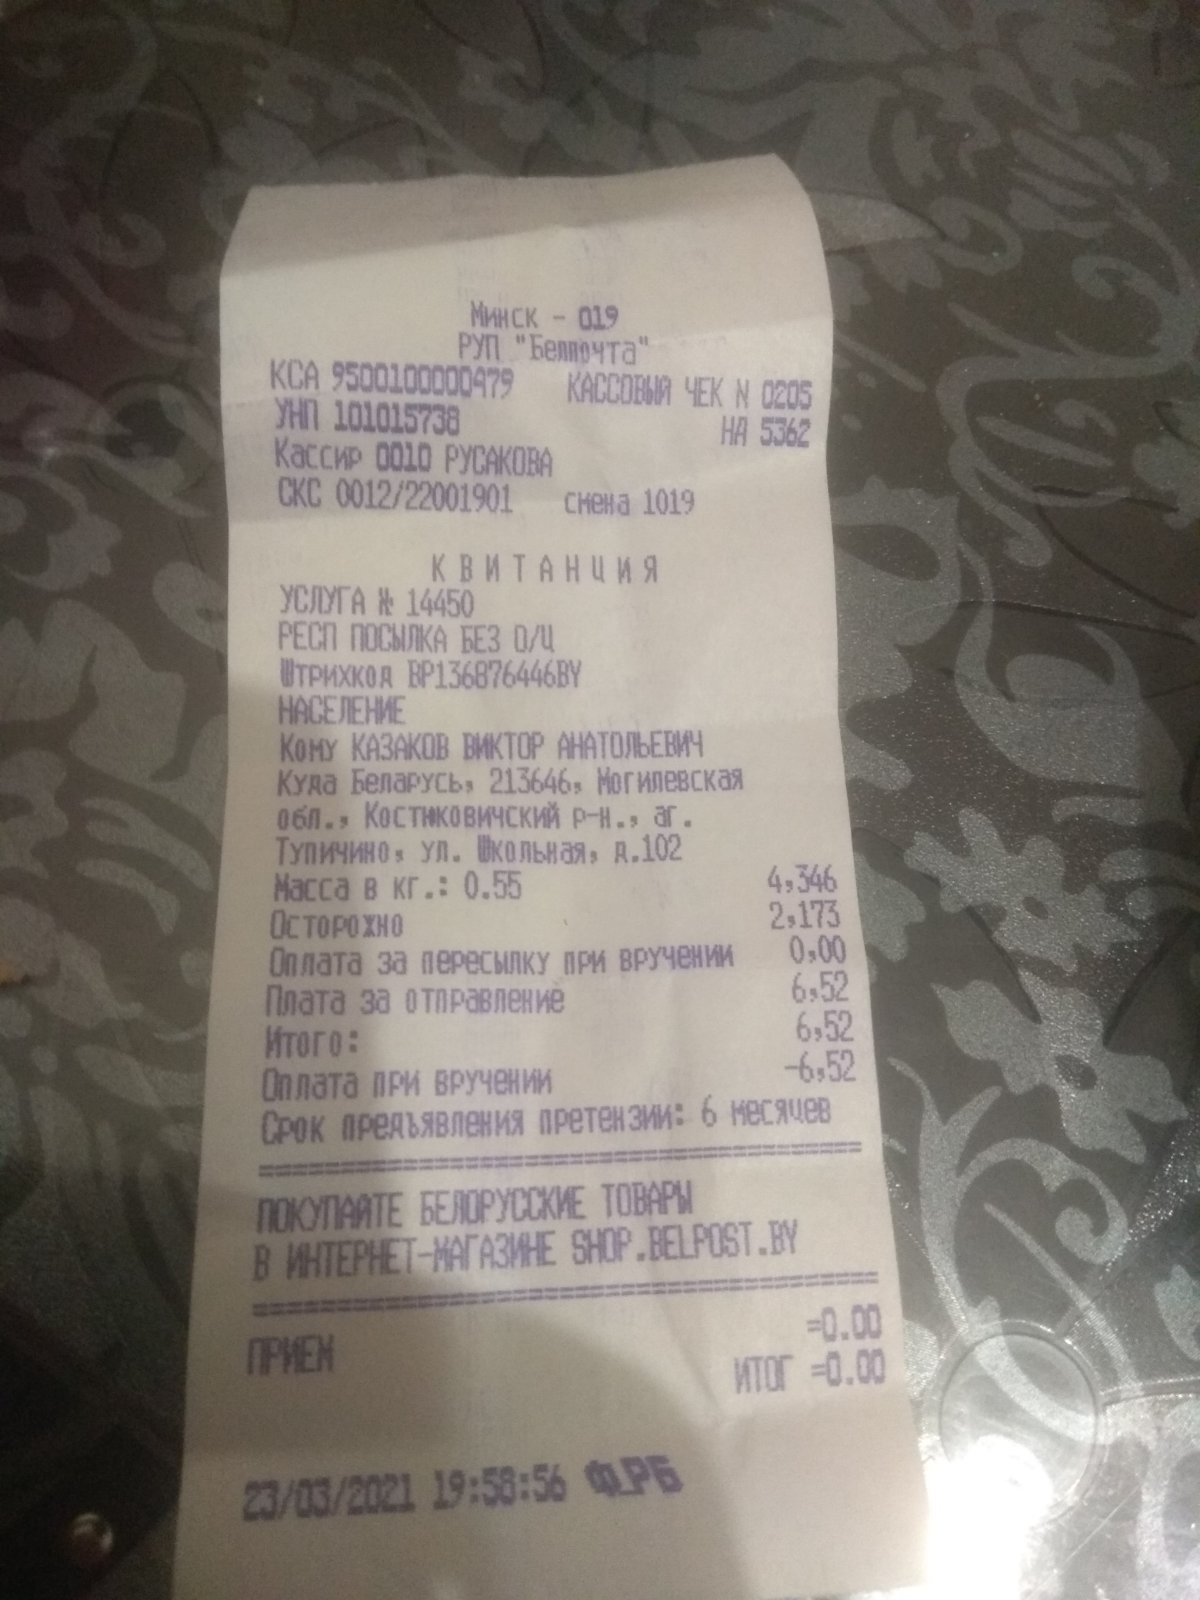 Минск - 019
РУП "Белпочта"
КСА 9500100000479 КАССОВЫЙ ЧЕК N 0205
УНП 101015738 НА 5362
Кассир 0010 РУСАКОВА
СКС 0012/22001901 смена 1019
КВИТАНЦИЯ
УСЛУГА № 14450
РЕСП ПОСЫЛКА БЕЗ О/Ц
Штрихкод BP136876446BY
НАСЕЛЕНИЕ
Кому КАЗАКОВ ВИКТОР АНАТОЛЬЕВИЧ
Куда Беларусь, 213646, Могилевская
обл., Костюковичский р-н., аг.
Тупичино, ул. Школьная, д.102
Масса в кг.: 0.55 4,346
Осторожно 2,173
Оплата за пересылку при вручении 0,00
Плата за отправление 6,52
Итого: 6,52
Оплата при вручении -6,52
Срок предъявления претензии: 6 месяцев
ПОКУПАЙТЕ БЕЛОРУССКИЕ ТОВАРЫ
В ИНТЕРНЕТ-МАГАЗИНЕ SHOP.BELPOST.BY
ПРИЕМ =0.00
ИТОГ =0.00
23/03/2021 19:58:56 ФРБ